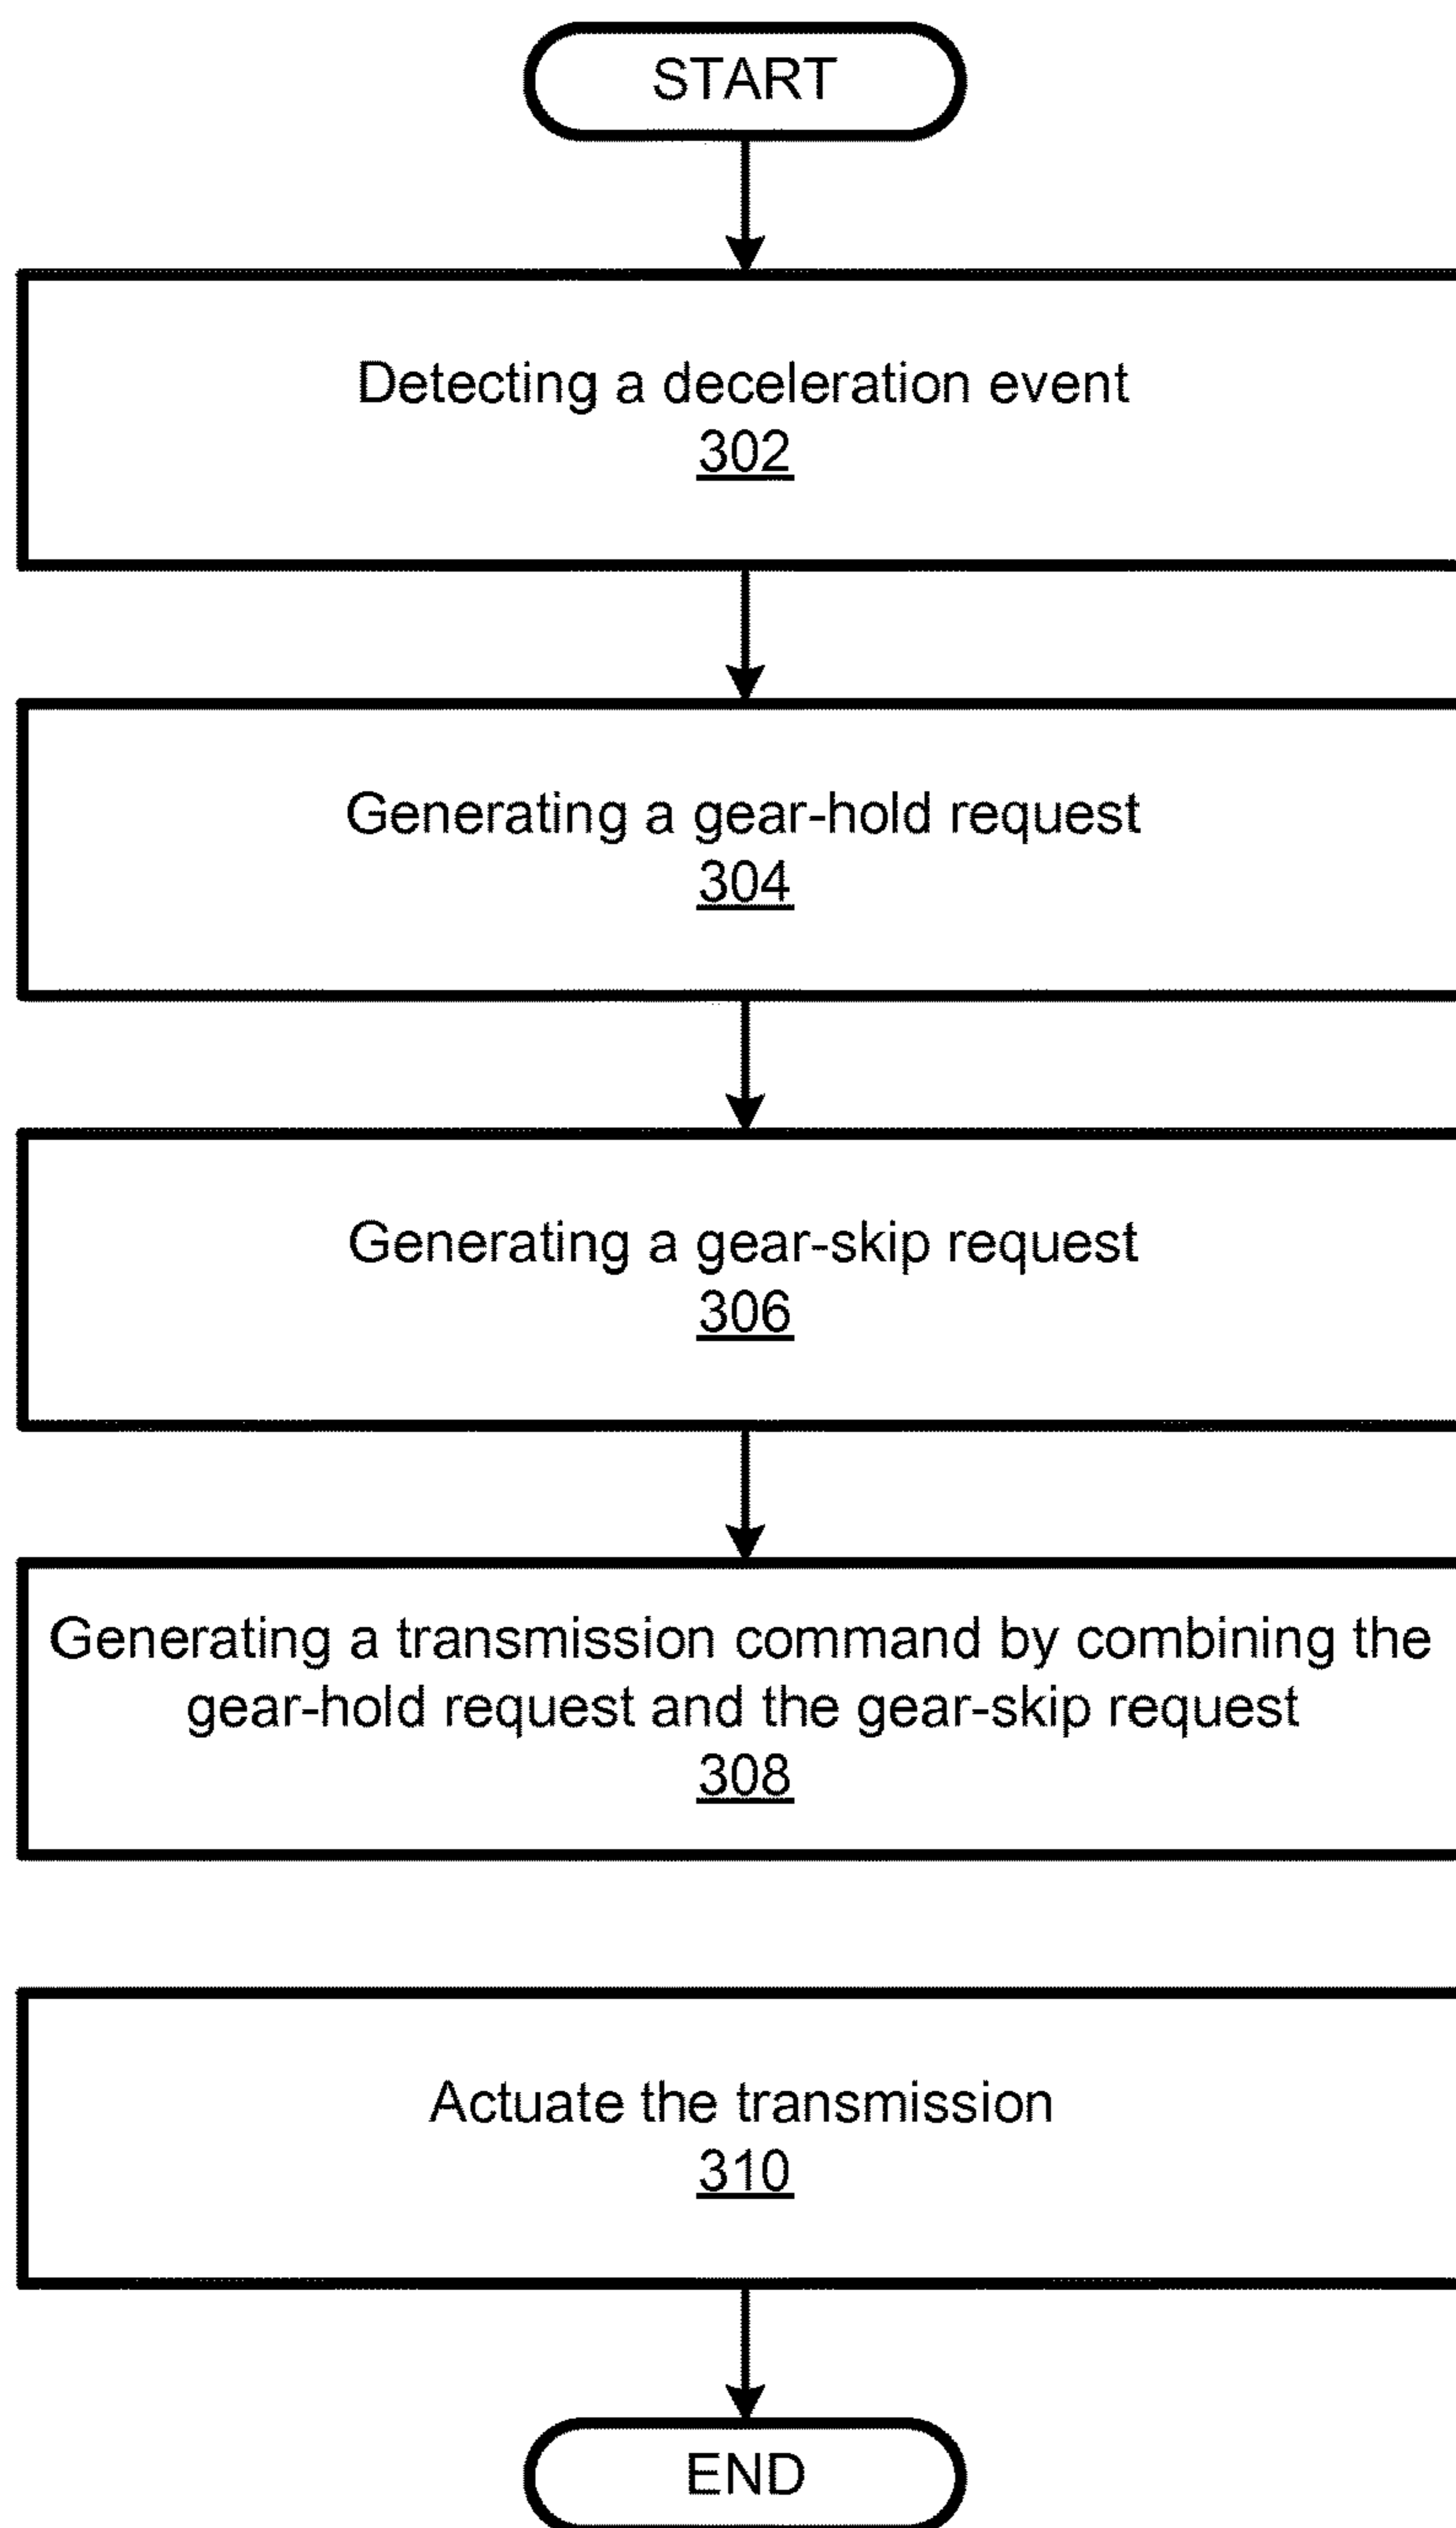 START
Detecting a deceleration event
302
Generating a gear-hold request
304
Generating a gear-skip request
306
Generating a transmission command by combining the
gear-hold request and the gear-skip request
308
Actuate the transmission
310
END